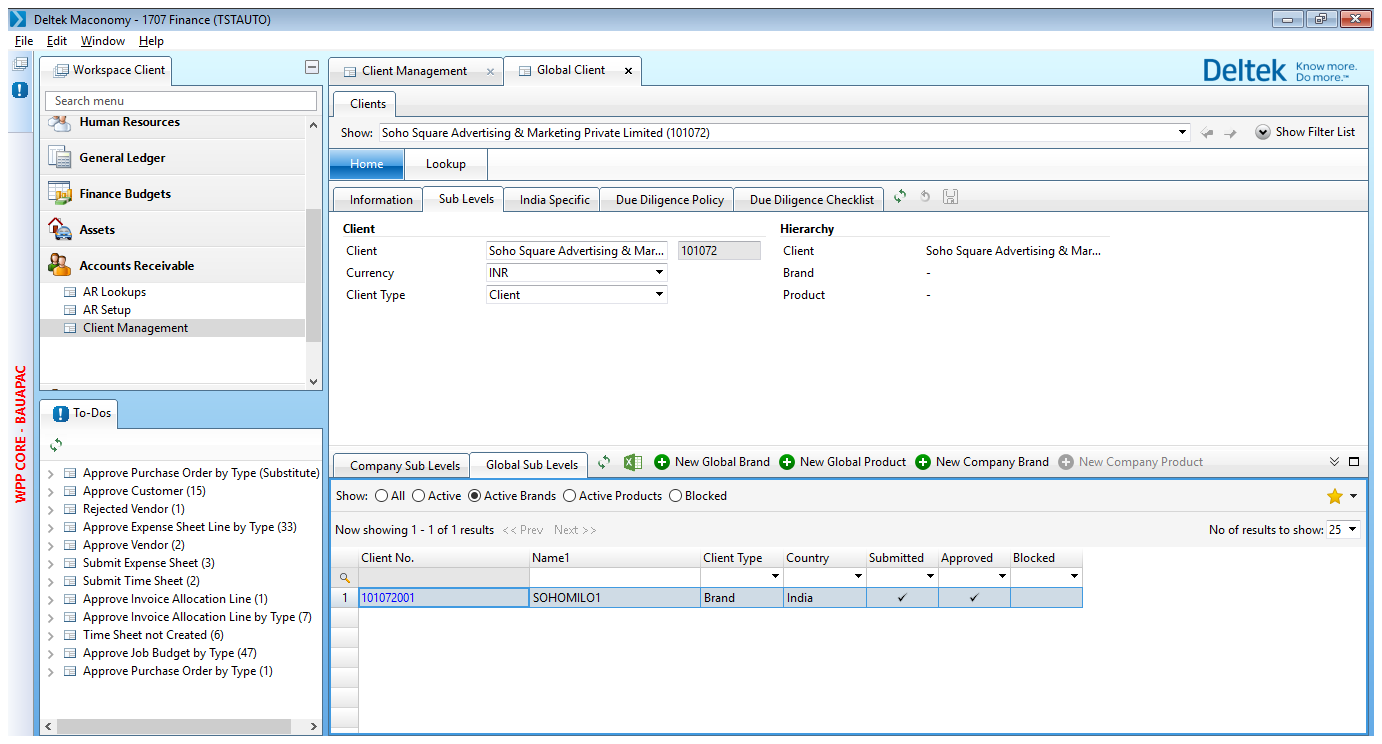 Deltek Maconomy - 1707 Finance (TSTAUTO)
File Edit Window Help
Workspace Client
Search menu
Human Resources
General Ledger
Finance Budgets
Assets
Accounts Receivable
AR Lookups
AR Setup
Client Management
WPP CORE - BAUAPAC
To-Dos
Approve Purchase Order by Type (Substitute)
Approve Customer (15)
Rejected Vendor (1)
Approve Expense Sheet Line by Type (33)
Approve Vendor (2)
Submit Expense Sheet (3)
Submit Time Sheet (2)
Approve Invoice Allocation Line (1)
Approve Invoice Allocation Line by Type (7)
Time Sheet not Created (6)
Approve Job Budget by Type (47)
Approve Purchase Order by Type (1)
Client Management Global Client
Deltek Know more. Do more.™
Clients
Show: Soho Square Advertising & Marketing Private Limited (101072) Show Filter List
Home Lookup
Information Sub Levels India Specific Due Diligence Policy Due Diligence Checklist
Client Hierarchy
Client Soho Square Advertising & Mar... 101072 Client Soho Square Advertising & Mar...
Currency INR Brand -
Client Type Client Product -
Company Sub Levels Global Sub Levels New Global Brand New Global Product New Company Brand New Company Product
Show: All Active Active Brands Active Products Blocked
Now showing 1 - 1 of 1 results << Prev Next >> No of results to show: 25
Client No. Name1 Client Type Country Submitted Approved Blocked
1 101072001 SOHOMILO1 Brand India ✓ ✓